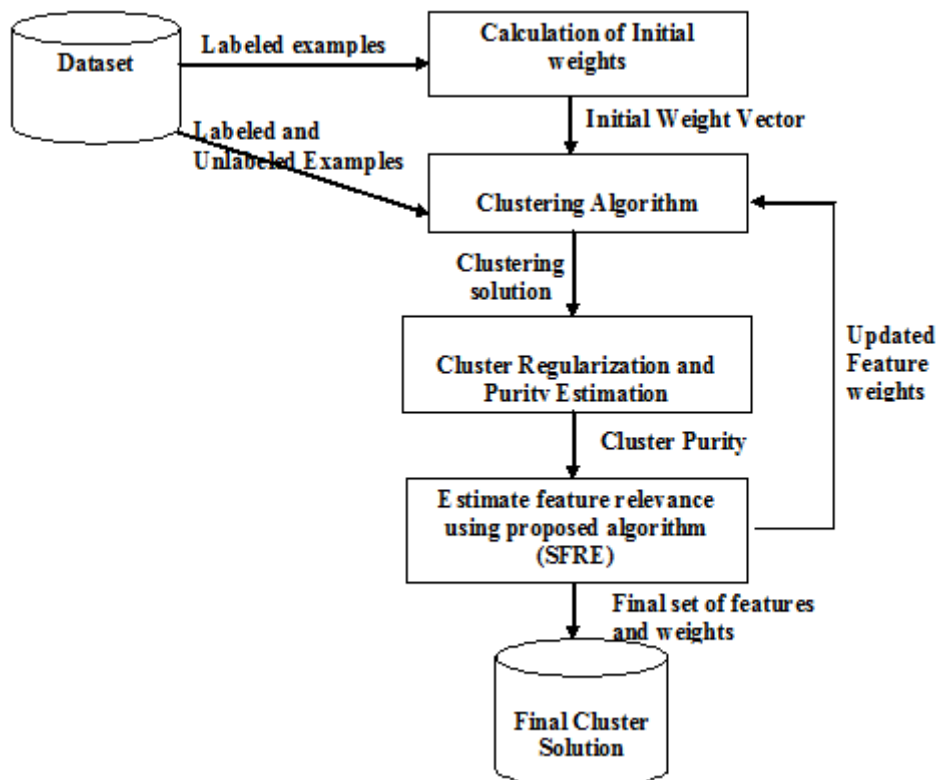 Dataset
Labeled examples
Calculation of Initial
weights
Initial Weight Vector
Labeled and
Unlabeled Examples
Clustering Algorithm
Clustering
solution
Cluster Regularization and
Purity Estimation
Updated
Feature
weights
Cluster Purity
Estimate feature relevance
using proposed algorithm
(SFRE)
Final set of features
and weights
Final Cluster
Solution